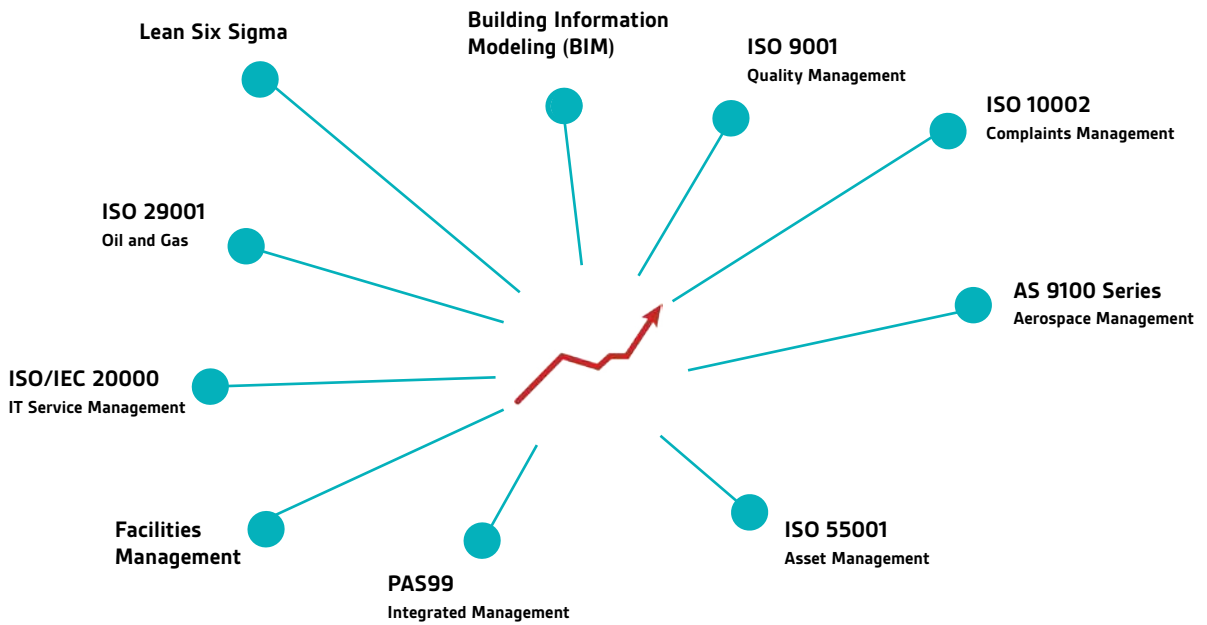 Lean Six Sigma
Building Information
Modeling (BIM)
ISO 9001
Quality Management
ISO 10002
Complaints Management
ISO 29001
Oil and Gas
AS 9100 Series
Aerospace Management
ISO/IEC 20000
IT Service Management
Facilities
Management
ISO 55001
Asset Management
PAS99
Integrated Management